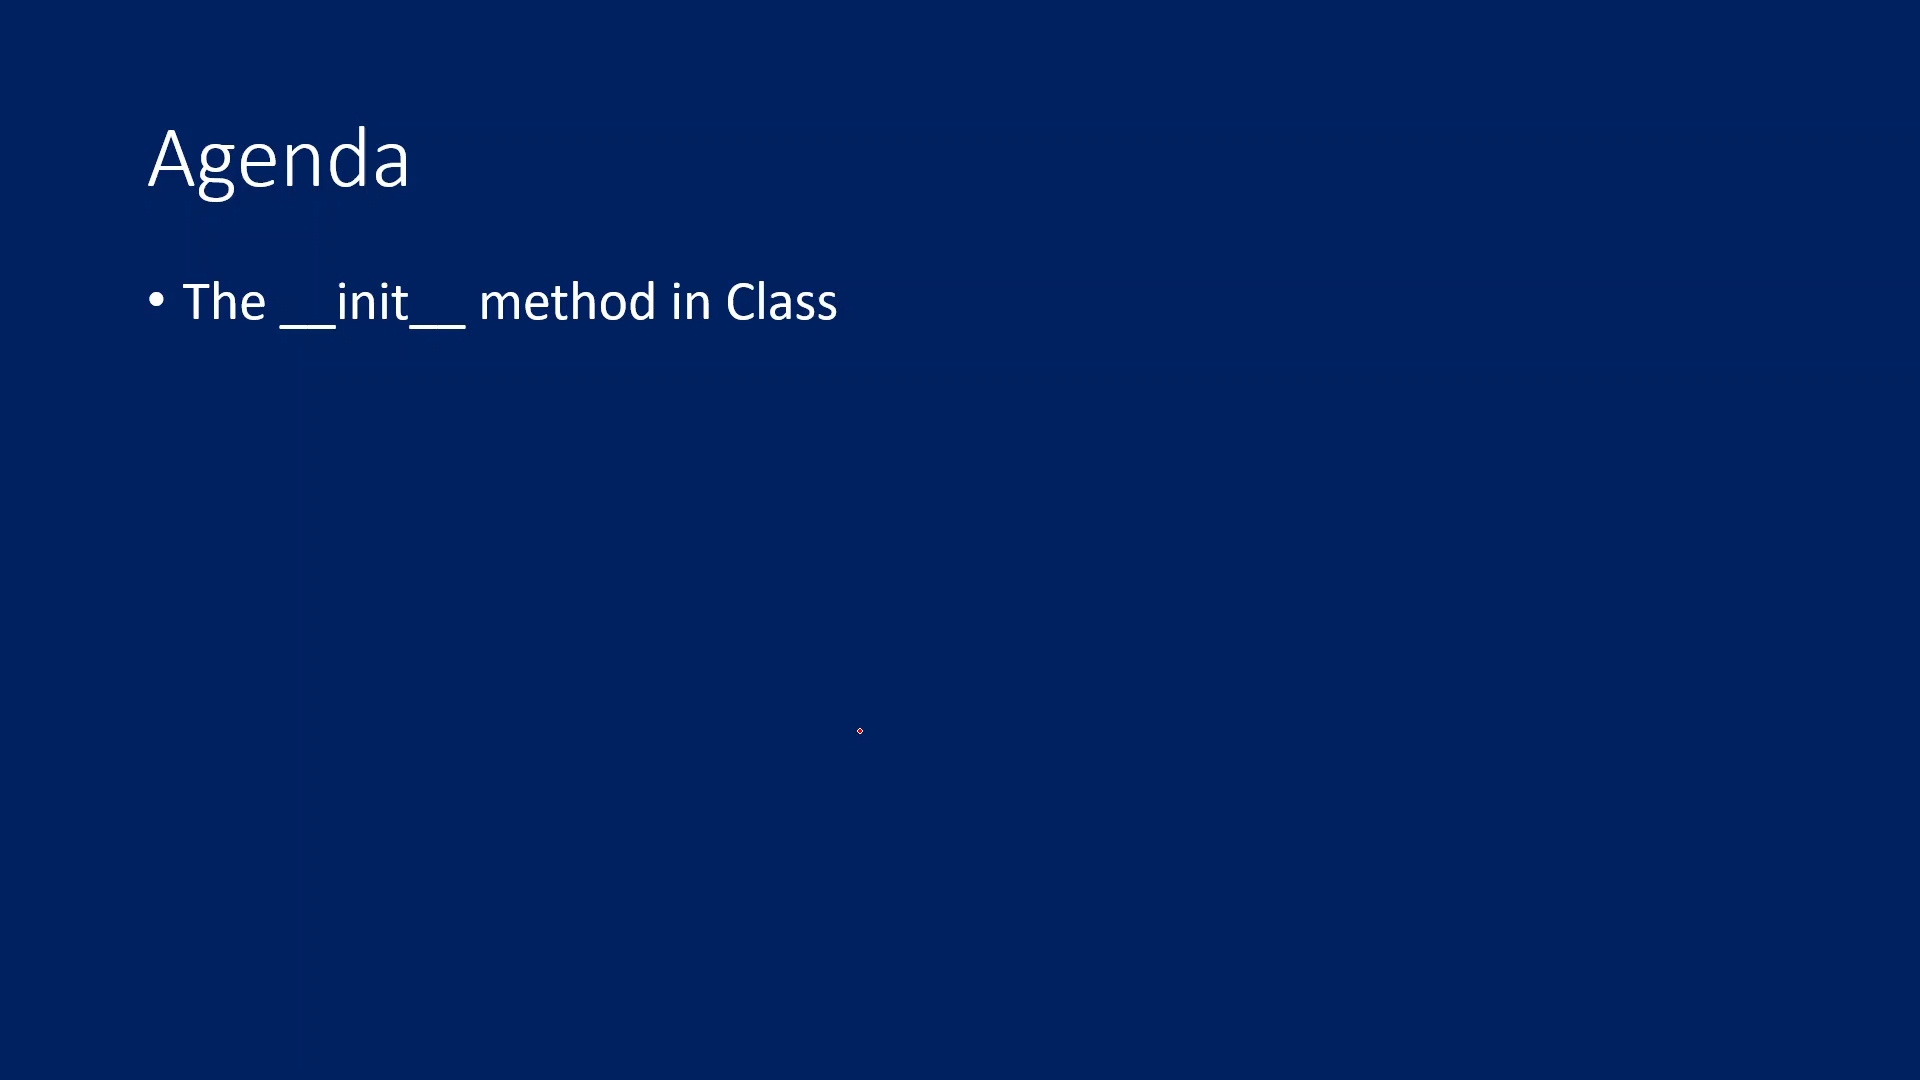 Agenda
• The __init__ method in Class